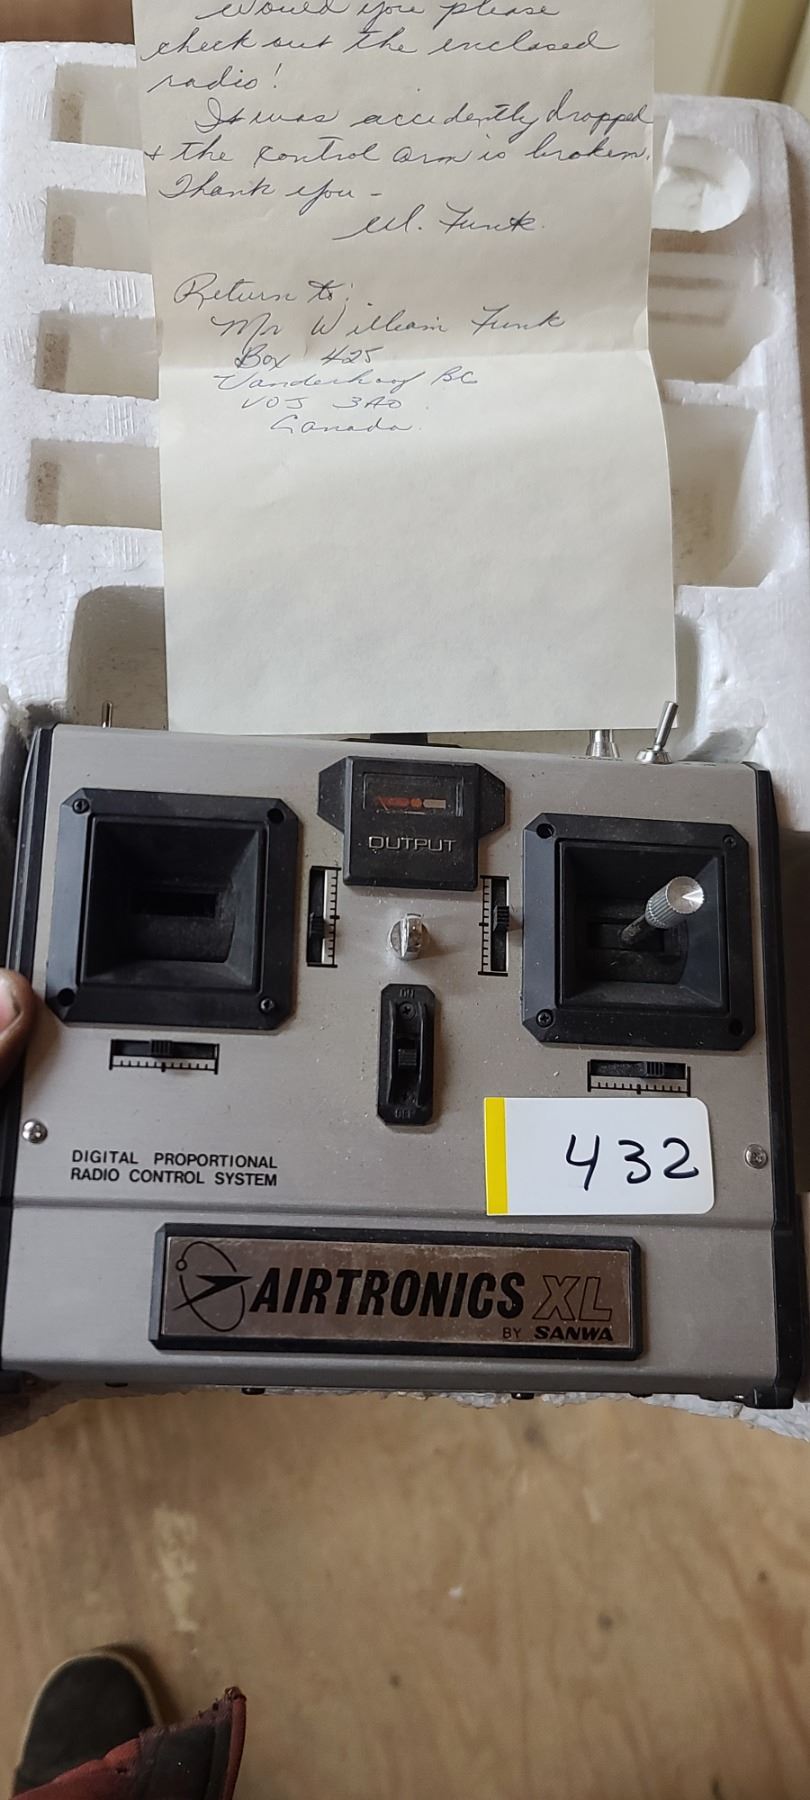 Would you please
check out the enclosed
radio!
It was accidently dropped
+ the control arm is broken.
Thank you -
W. Funk.
Return to:
Mr William Funk
Box 425
Vanderhoof BC
V0J 3A0.
Canada.
OUTPUT
ON
OFF
DIGITAL PROPORTIONAL
RADIO CONTROL SYSTEM
432
AIRTRONICS XL
BY SANWA